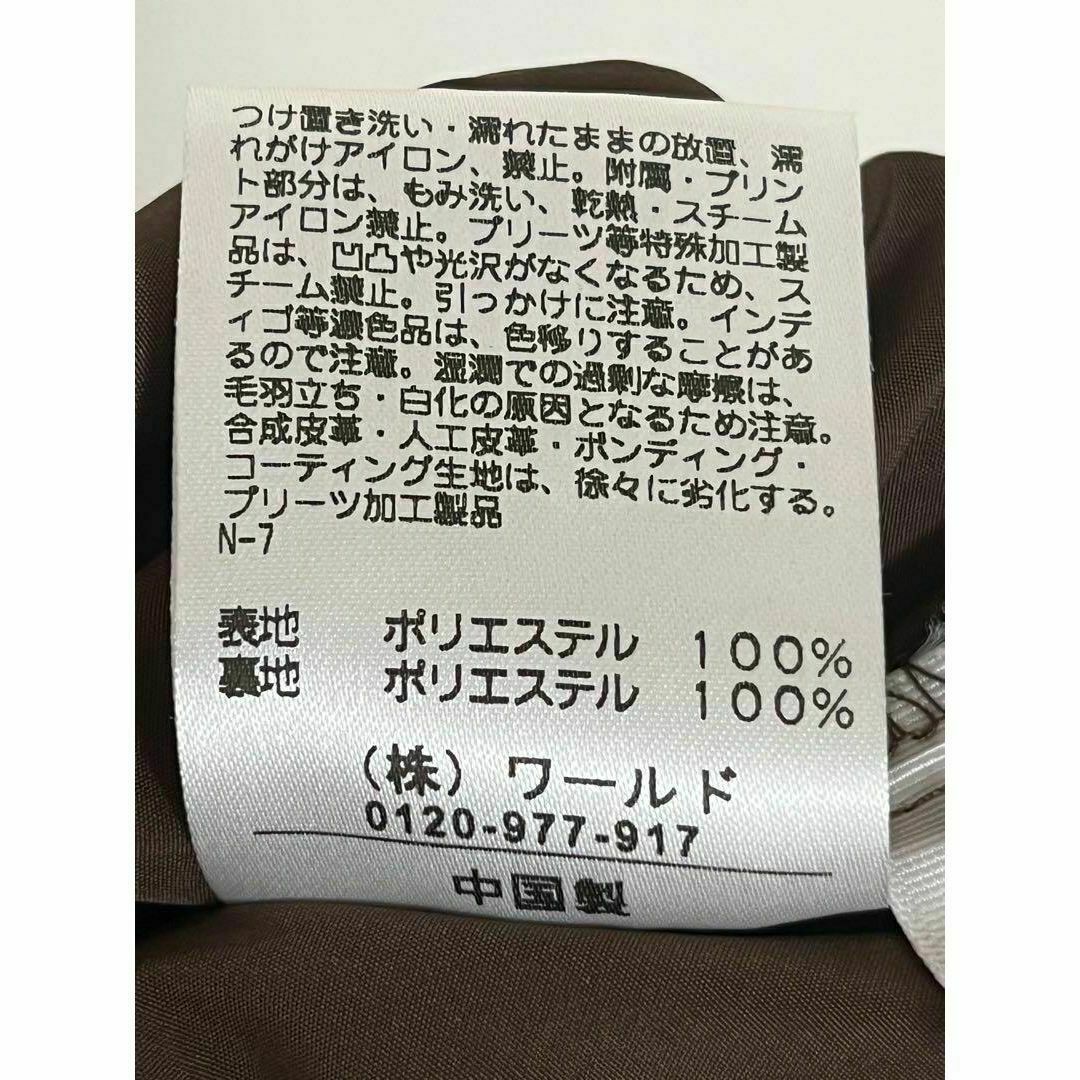 つけ置き洗い・濡れたままの放置、濡
れがけアイロン、禁止。附属・プリン
ト部分は、もみ洗い、乾熱・スチーム
アイロン禁止。プリーツ等特殊加工製
品は、凹凸や光沢がなくなるため、ス
チーム禁止。引っかけに注意。インデ
ィゴ等濃色品は、色移りすることがあ
るので注意。湿潤での過剰な摩擦は、
毛羽立ち・白化の原因となるため注意。
合成皮革・人工皮革・ボンディング・
コーティング生地は、徐々に劣化する。
プリーツ加工製品
N-7
表地 ポリエステル 100%
裏地 ポリエステル 100%
(株) ワールド
0120-977-917
中国製